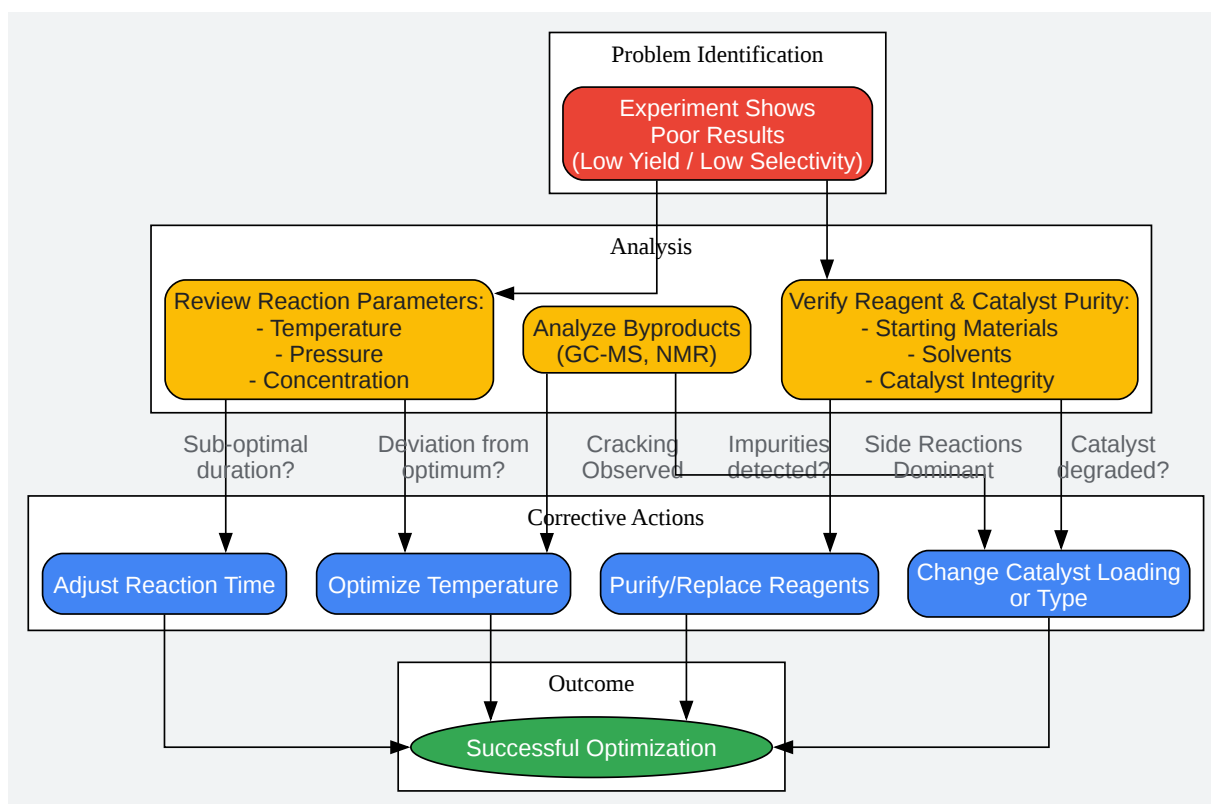 Problem Identification
Experiment Shows
Poor Results
(Low Yield / Low Selectivity)
Analysis
Review Reaction Parameters:
- Temperature
- Pressure
- Concentration
Analyze Byproducts
(GC-MS, NMR)
Verify Reagent & Catalyst Purity:
- Starting Materials
- Solvents
- Catalyst Integrity
Sub-optimal
duration?
Deviation from
optimum?
Cracking
Observed
Impurities
detected?
Side Reactions
Dominant
Catalyst
degraded?
Corrective Actions
Adjust Reaction Time
Optimize Temperature
Purify/Replace Reagents
Change Catalyst Loading
or Type
Outcome
Successful Optimization